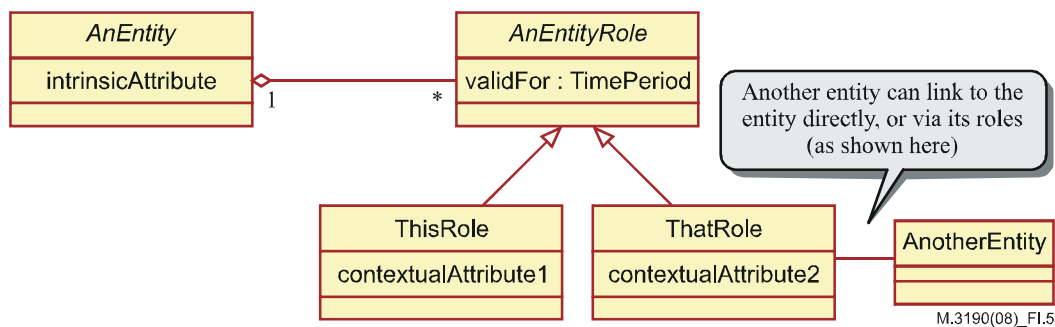 AnEntity
intrinsicAttribute
1
*
AnEntityRole
validFor : TimePeriod
Another entity can link to the
entity directly, or via its roles
(as shown here)
ThisRole
contextualAttribute1
ThatRole
contextualAttribute2
AnotherEntity
M.3190(08)_FI.5